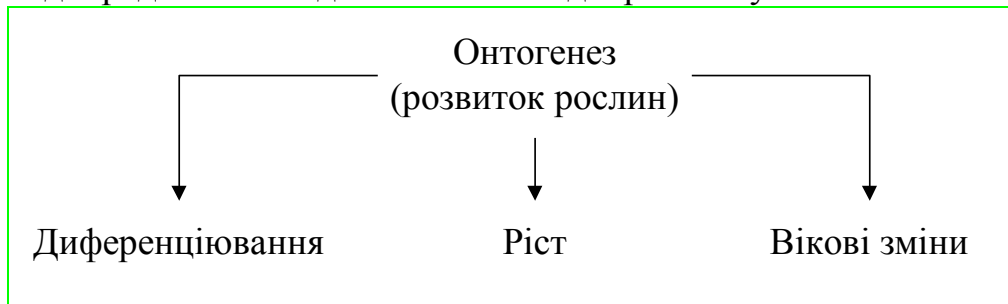 Онтогенез
(розвиток рослин)
Диференціювання Ріст Вікові зміни